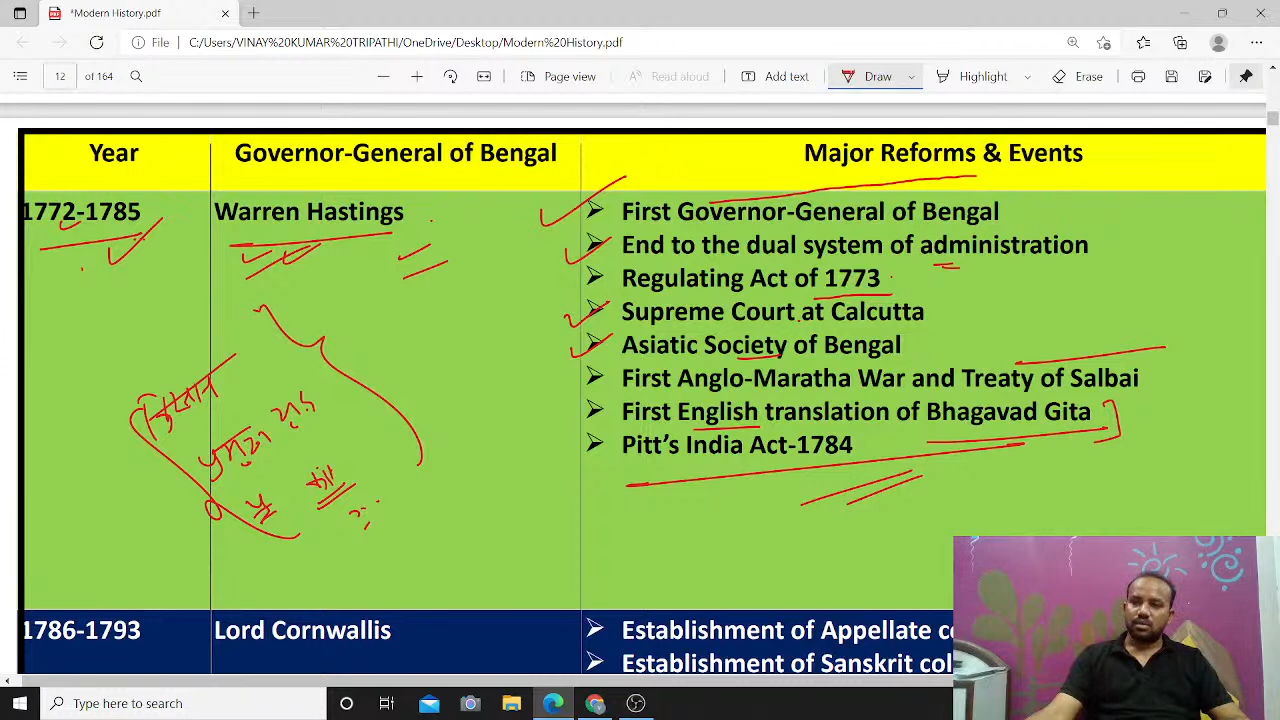 *Modern History.pdf
File
C:/Users/VINAY%20KUMAR%20TRIPATHI/OneDrive/Desktop/Modern%20History.pdf
12 of 164
Page view
Read aloud
Add text
Draw
Highlight
Erase
Year Governor-General of Bengal Major Reforms & Events
1772-1785 Warren Hastings
First Governor-General of Bengal
End to the dual system of administration
Regulating Act of 1773
Supreme Court at Calcutta
Asiatic Society of Bengal
First Anglo-Maratha War and Treaty of Salbai
First English translation of Bhagavad Gita
Pitt's India Act-1784
1786-1793 Lord Cornwallis
Establishment of Appellate co
Establishment of Sanskrit col
Type here to search